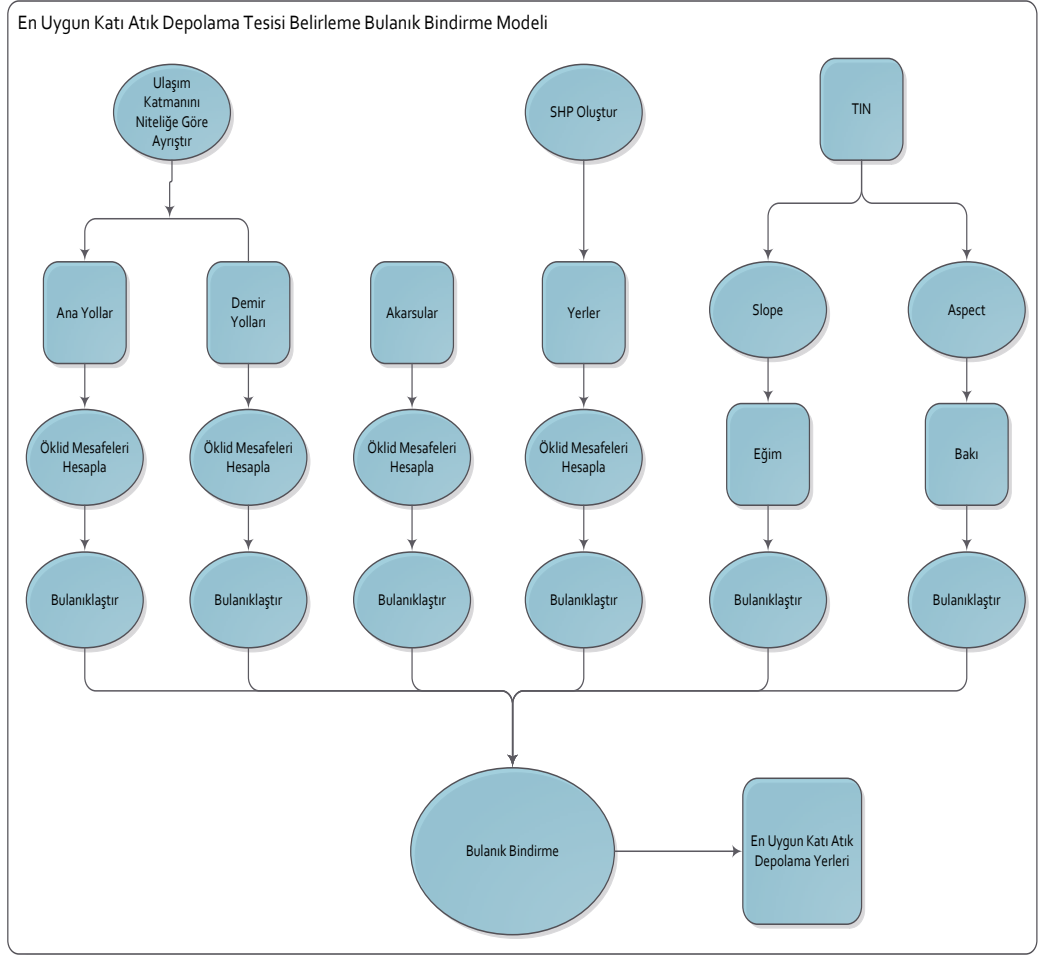 En Uygun Katı Atık Depolama Tesisi Belirleme Bulanık Bindirme Modeli
Ulaşım
Katmanını
Niteliğe Göre
Ayrıştır
SHP Oluştur
TIN
Ana Yollar
Demir
Yolları
Akarsular
Yerler
Slope
Aspect
Öklid Mesafeleri
Hesapla
Öklid Mesafeleri
Hesapla
Öklid Mesafeleri
Hesapla
Öklid Mesafeleri
Hesapla
Eğim
Bakı
Bulanıklaştır
Bulanıklaştır
Bulanıklaştır
Bulanıklaştır
Bulanıklaştır
Bulanıklaştır
Bulanık Bindirme
En Uygun Katı Atık
Depolama Yerleri